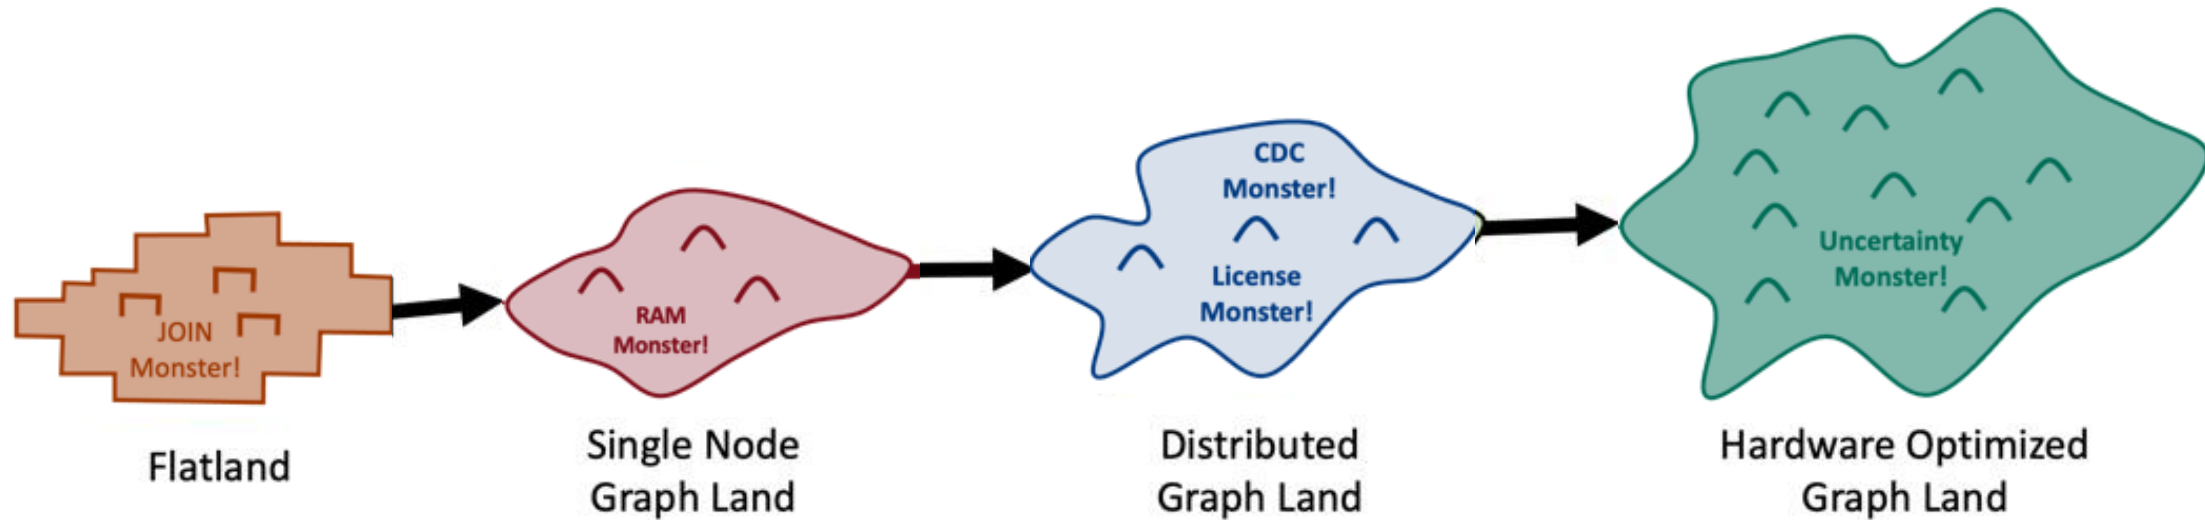 JOIN
Monster!
Flatland
RAM
Monster!
Single Node
Graph Land
CDC
Monster!
License
Monster!
Distributed
Graph Land
Uncertainty
Monster!
Hardware Optimized
Graph Land